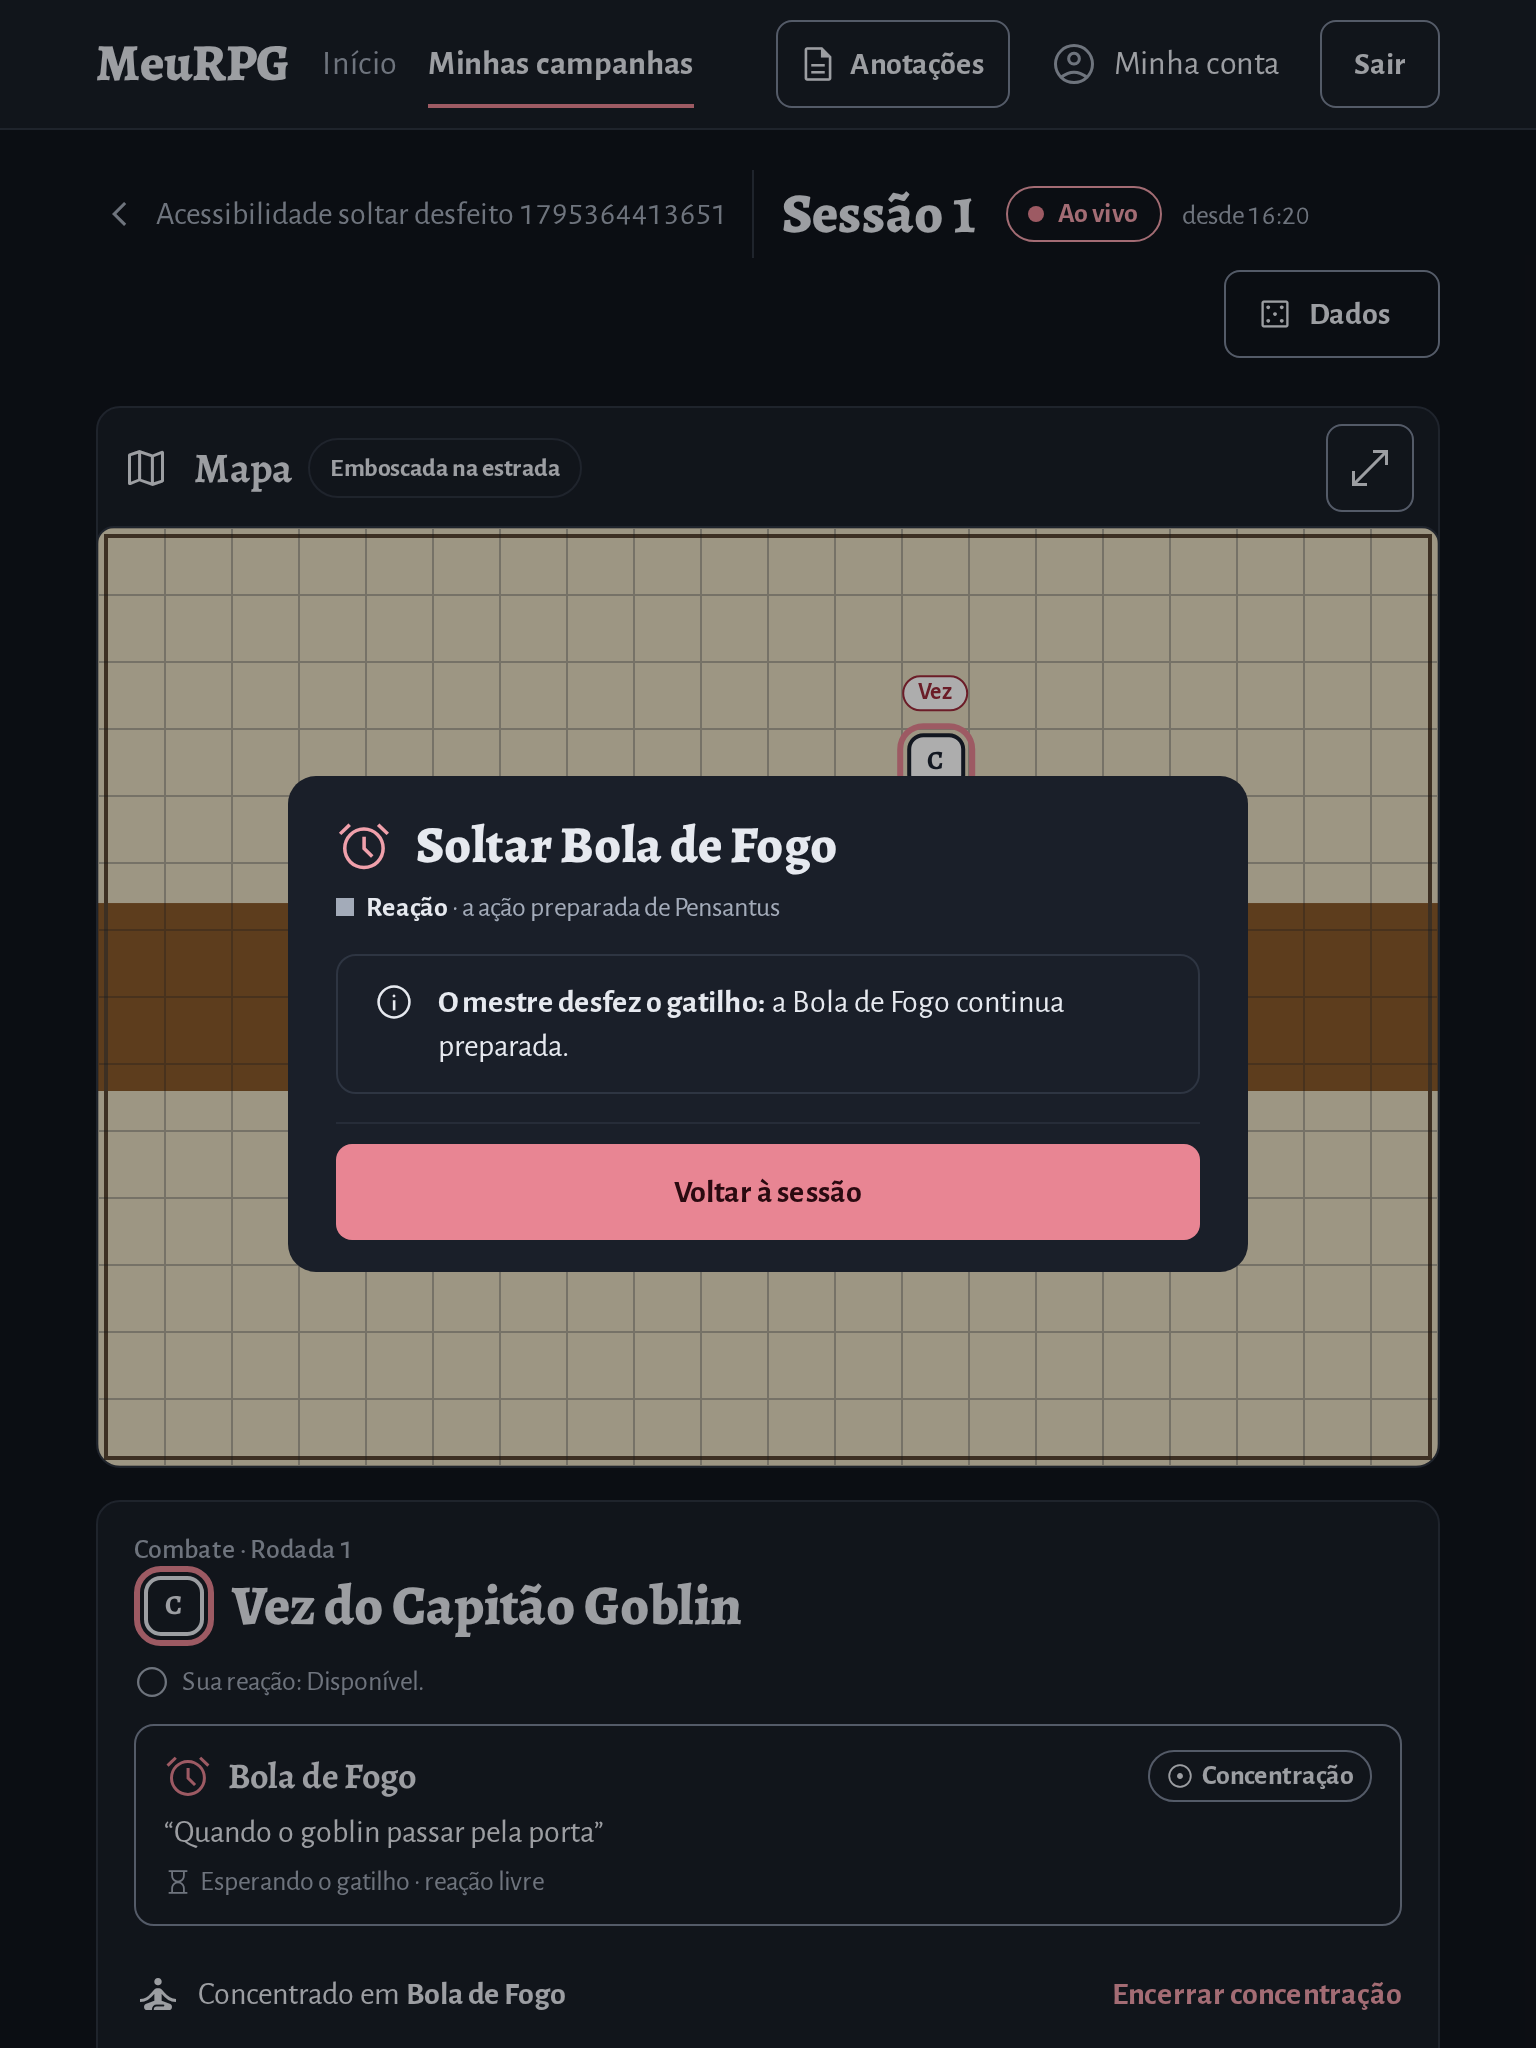 MeuRPG Início Minhas campanhas Anotações Minha conta Sair
Acessibilidade soltar desfeito 1795364413651 Sessão 1 Ao vivo desde 16:20
Dados
Mapa Emboscada na estrada
Vez
C
Soltar Bola de Fogo
Reação · a ação preparada de Pensantus
O mestre desfez o gatilho: a Bola de Fogo continua
preparada.
Voltar à sessão
Combate · Rodada 1
C Vez do Capitão Goblin
Sua reação: Disponível.
Bola de Fogo Concentração
“Quando o goblin passar pela porta”
Esperando o gatilho · reação livre
Concentrado em Bola de Fogo Encerrar concentração